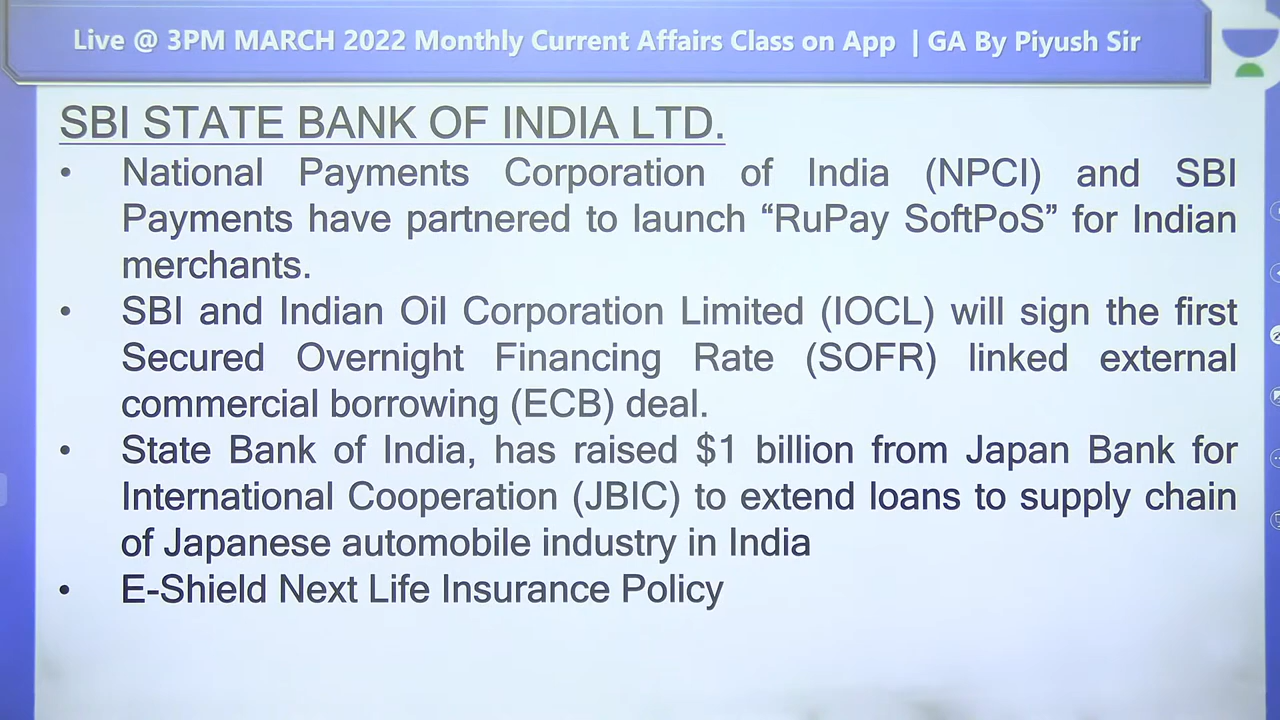 Live @ 3PM MARCH 2022 Monthly Current Affairs Class on App | GA By Piyush Sir
SBI STATE BANK OF INDIA LTD.
• National Payments Corporation of India (NPCI) and SBI
Payments have partnered to launch “RuPay SoftPoS” for Indian
merchants.
• SBI and Indian Oil Corporation Limited (IOCL) will sign the first
Secured Overnight Financing Rate (SOFR) linked external
commercial borrowing (ECB) deal.
• State Bank of India, has raised $1 billion from Japan Bank for
International Cooperation (JBIC) to extend loans to supply chain
of Japanese automobile industry in India
• E-Shield Next Life Insurance Policy